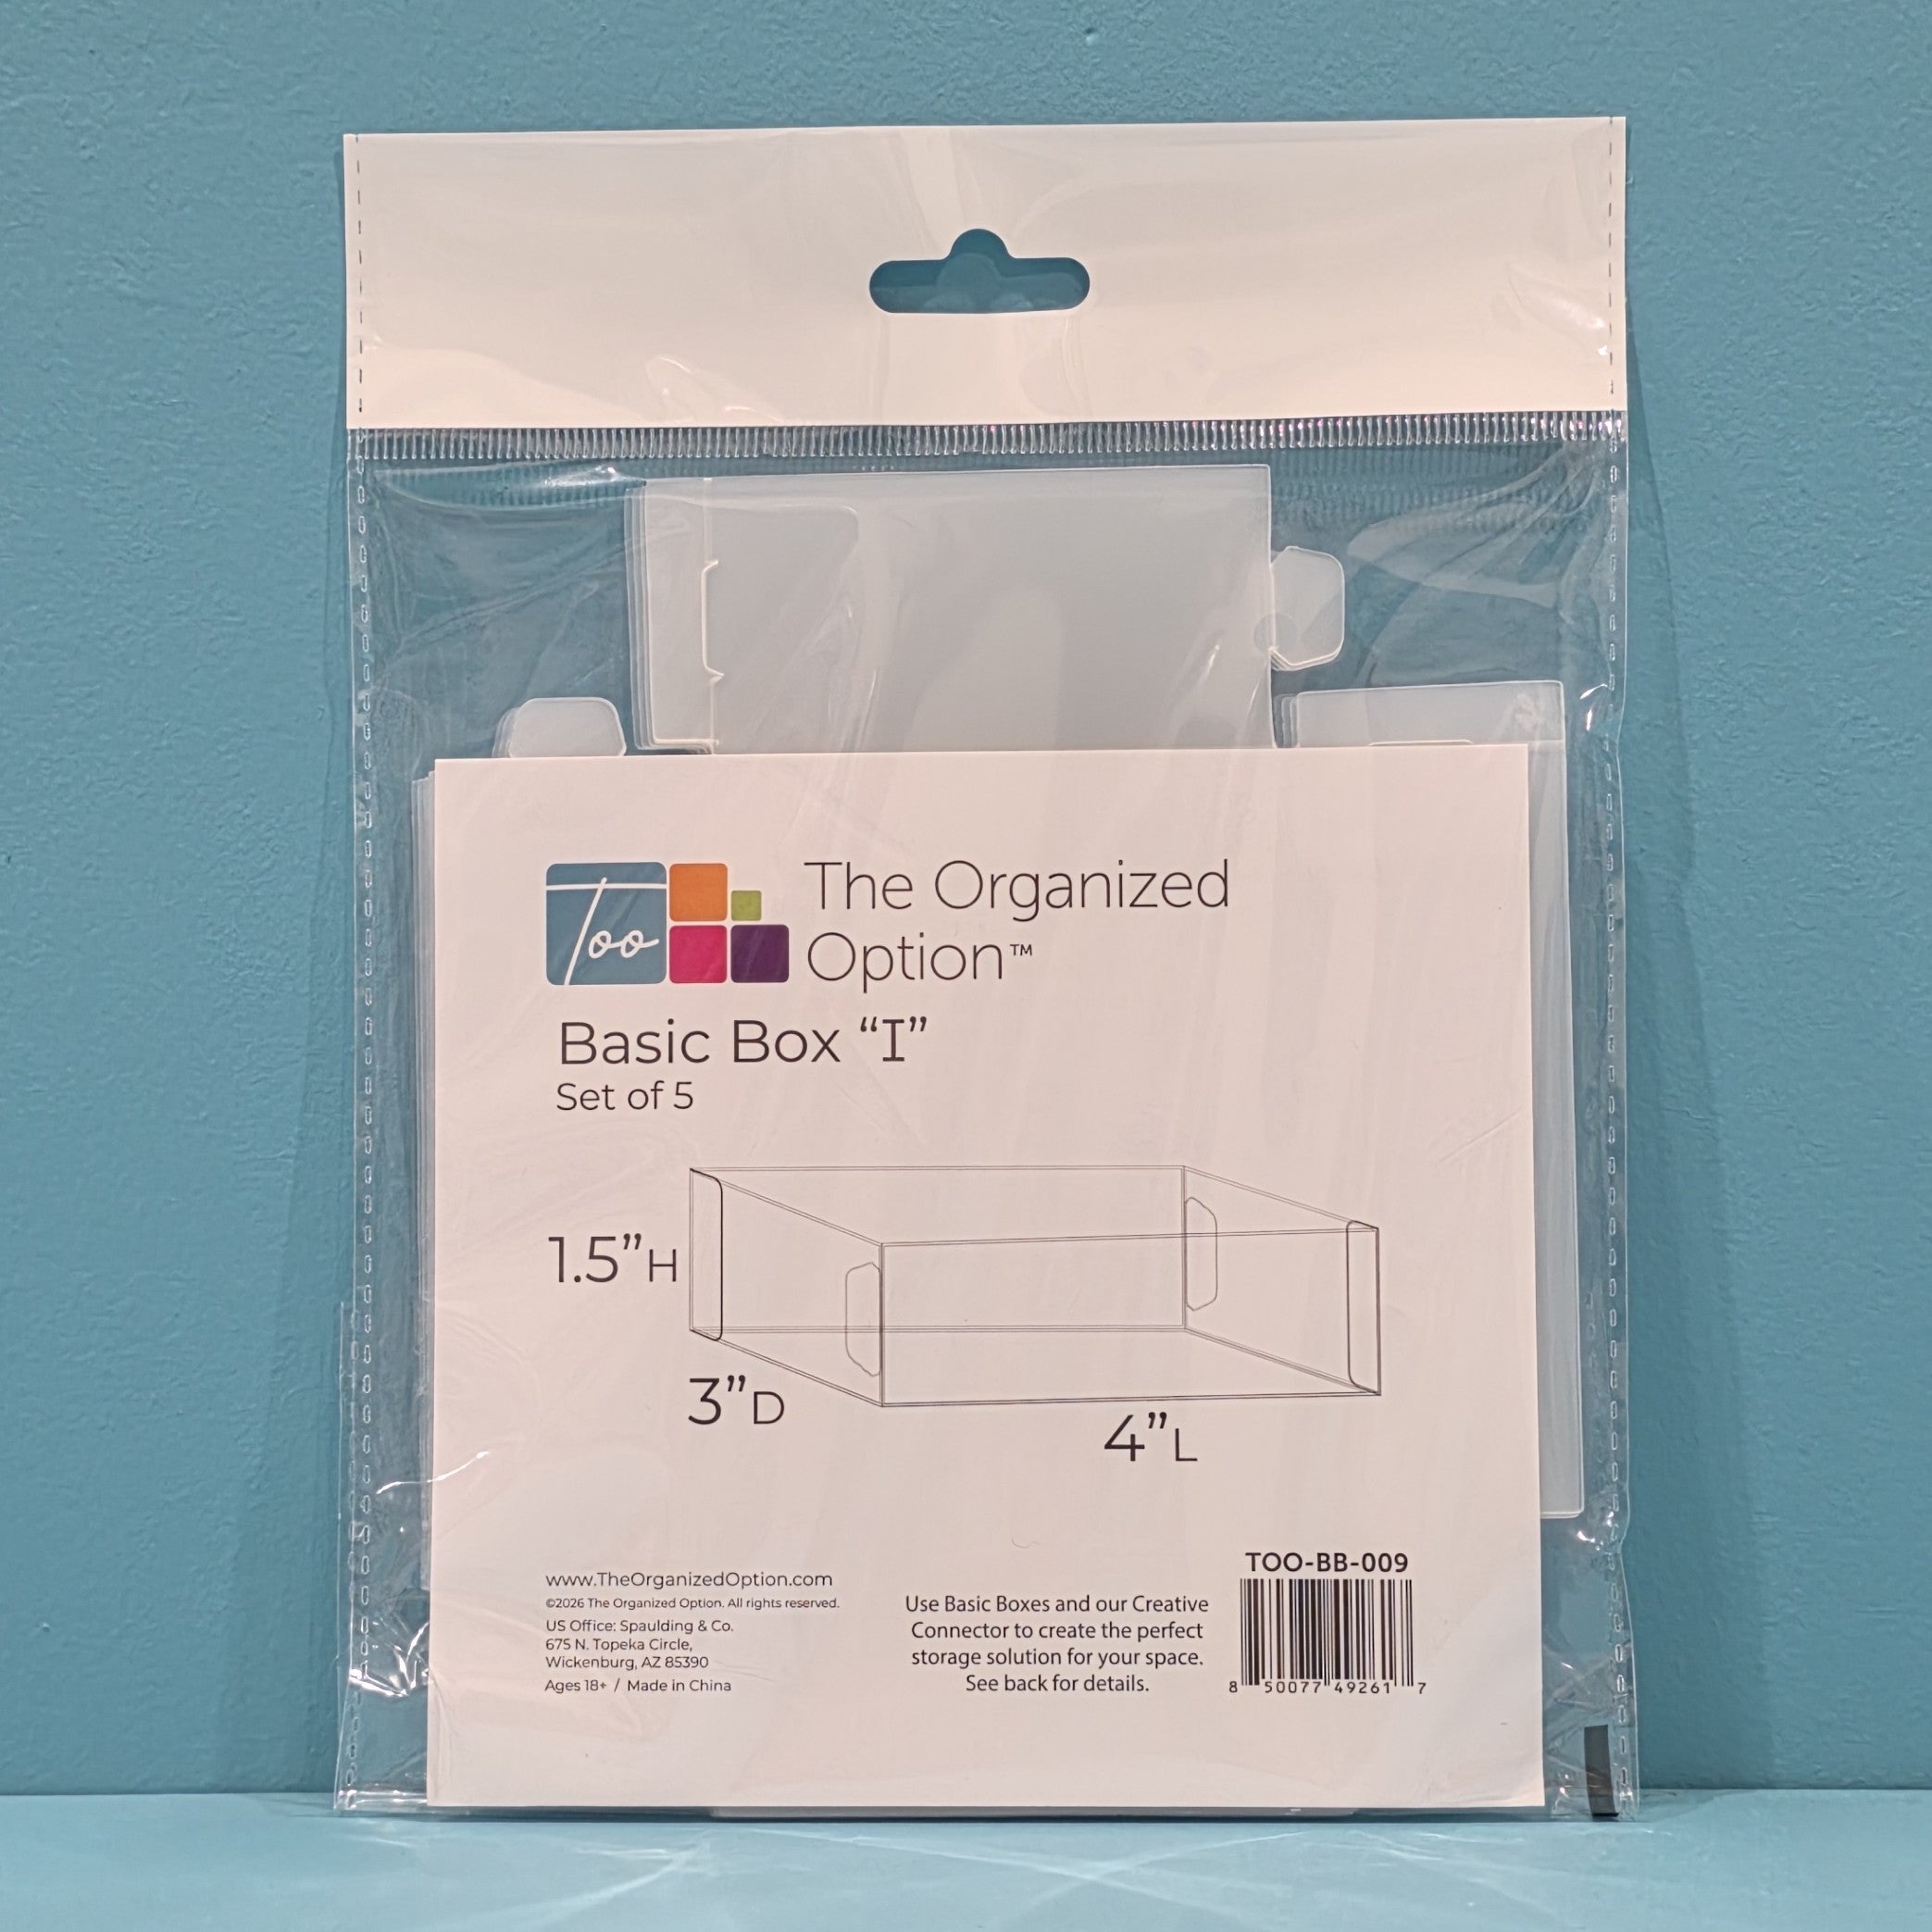 Too
The Organized
Option™
Basic Box “I”
Set of 5
1.5”H
3”D
4”L
www.TheOrganizedOption.com
©2026 The Organized Option. All rights reserved.
US Office: Spaulding & Co.
675 N. Topeka Circle,
Wickenburg, AZ 85390
Ages 18+ / Made in China
Use Basic Boxes and our Creative
Connector to create the perfect
storage solution for your space.
See back for details.
TOO-BB-009
8 50077 49261 7